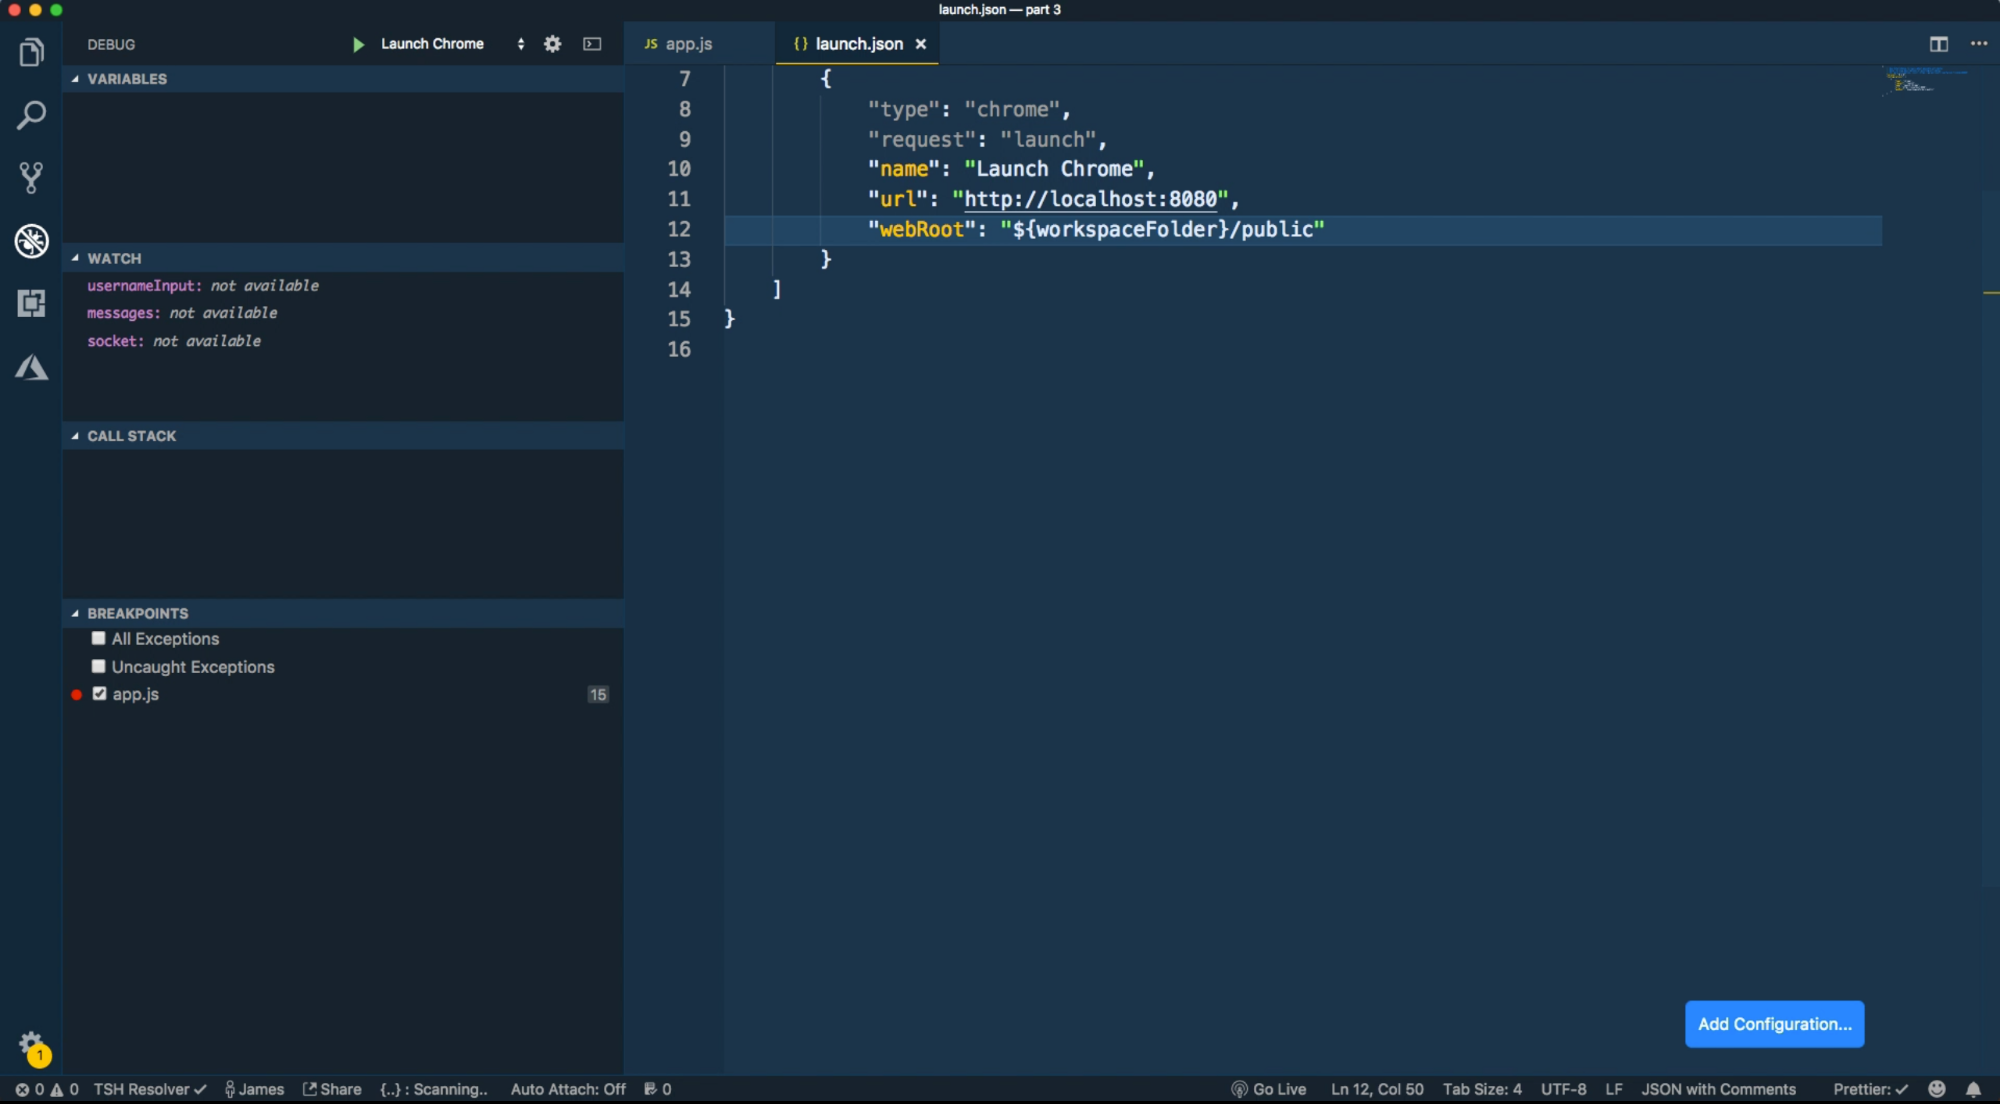 launch.json — part 3
DEBUG
Launch Chrome
JS app.js
{} launch.json ×
VARIABLES
WATCH
usernameInput: not available
messages: not available
socket: not available
CALL STACK
BREAKPOINTS
All Exceptions
Uncaught Exceptions
app.js 15
7 {
8 "type": "chrome",
9 "request": "launch",
10 "name": "Launch Chrome",
11 "url": "http://localhost:8080",
12 "webRoot": "${workspaceFolder}/public"
13 }
14 ]
15 }
16
Add Configuration...
1
0 0 TSH Resolver ✓ James Share {..} : Scanning.. Auto Attach: Off 0 Go Live Ln 12, Col 50 Tab Size: 4 UTF-8 LF JSON with Comments Prettier: ✓